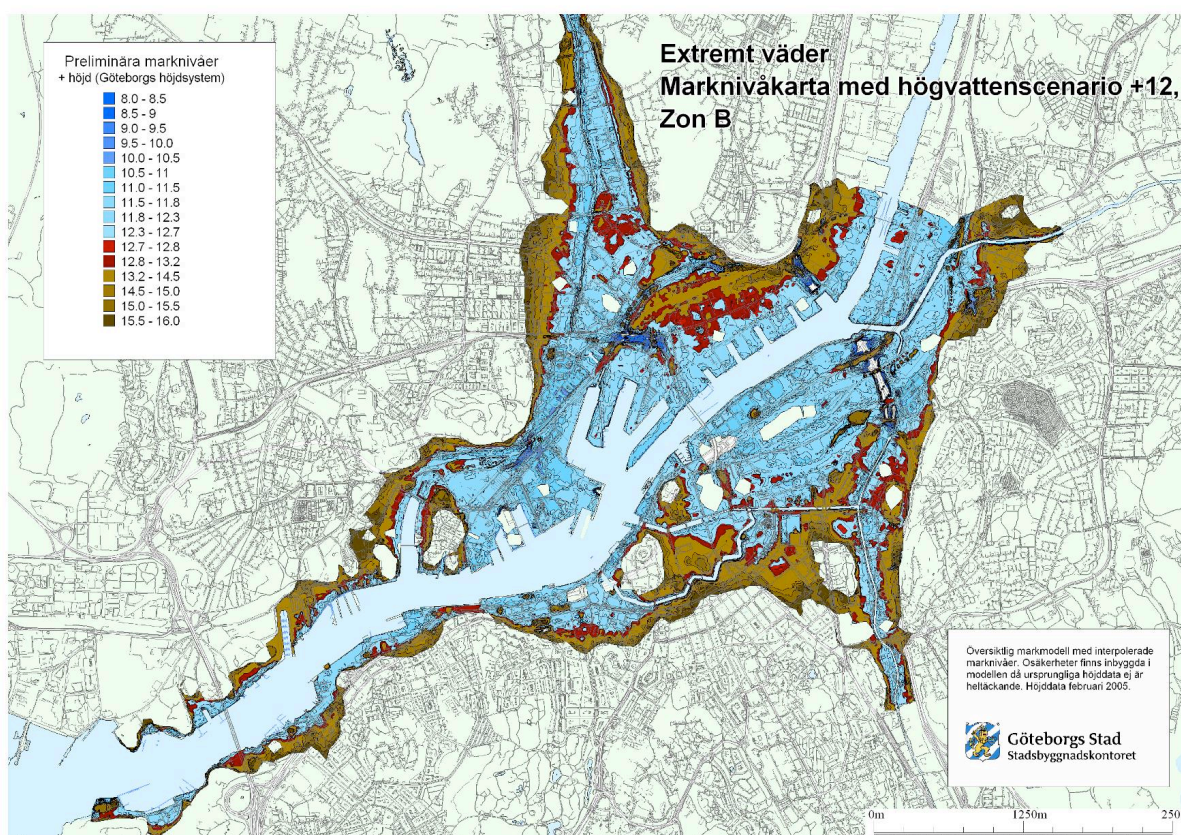 Preliminära marknivåer
+ höjd (Göteborgs höjdsystem)
8.0 - 8.5
8.5 - 9
9.0 - 9.5
9.5 - 10.0
10.0 - 10.5
10.5 - 11
11.0 - 11.5
11.5 - 11.8
11.8 - 12.3
12.3 - 12.7
12.7 - 12.8
12.8 - 13.2
13.2 - 14.5
14.5 - 15.0
15.0 - 15.5
15.5 - 16.0
Extremt väder
Marknivåkarta med högvattenscenario +12,
Zon B
Översiktlig markmodell med interpolerade
marknivåer. Osäkerheter finns inbyggda i
modellen då ursprungliga höjddata ej är
heltäckande. Höjddata februari 2005.
Göteborgs Stad
Stadsbyggnadskontoret
0m 1250m 250